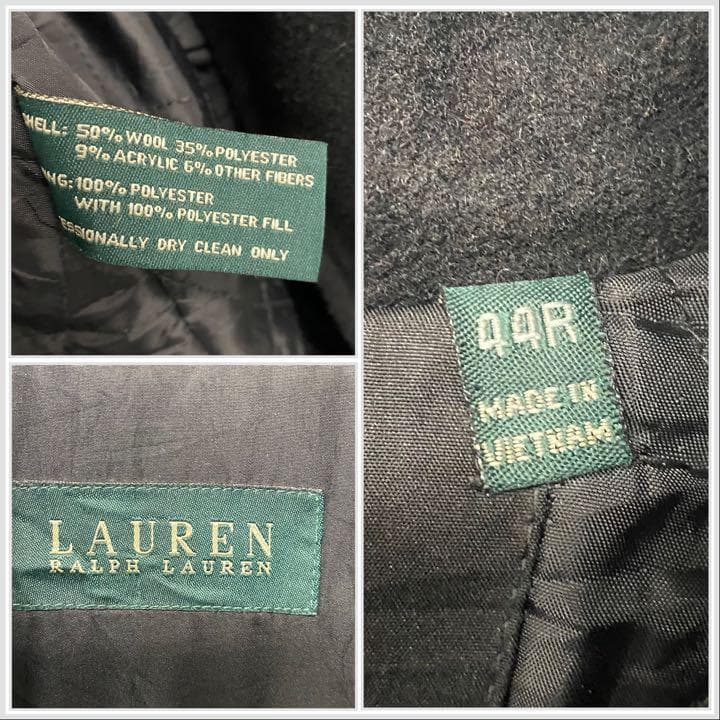 HELL: 50% WOOL 35% POLYESTER
9% ACRYLIC 6% OTHER FIBERS
NG: 100% POLYESTER
WITH 100% POLYESTER FILL
ESSIONALLY DRY CLEAN ONLY
44R
MADE IN
VIETNAM
LAUREN
RALPH LAUREN